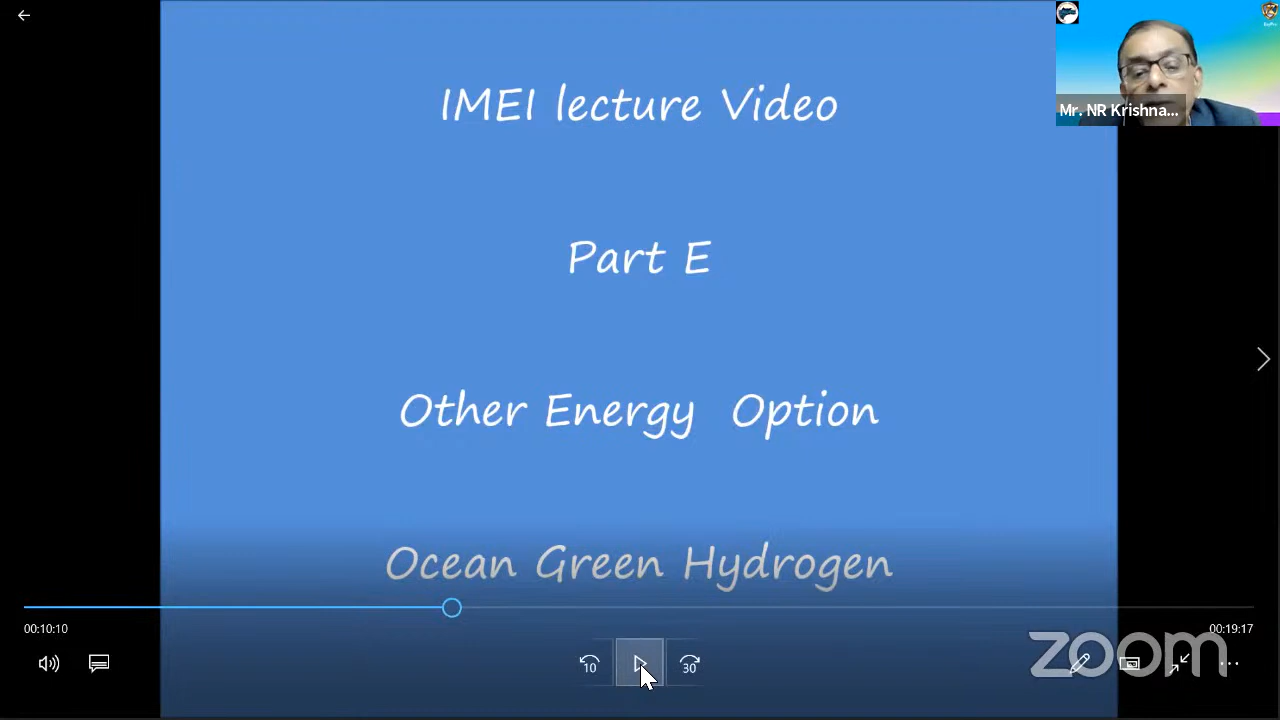 Mr. NR Krishna...
IMEI lecture Video
Part E
Other Energy Option
Ocean Green Hydrogen
00:10:10
00:19:17
10
30
zoom